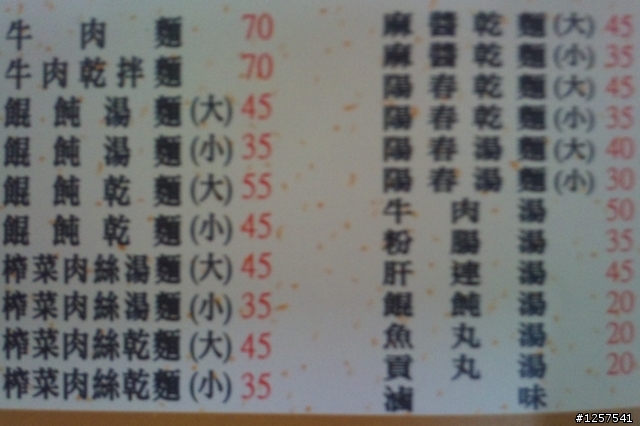 牛肉麵 70
牛肉乾拌麵 70
餛飩湯麵(大) 45
餛飩湯麵(小) 35
餛飩乾麵(大) 55
餛飩乾麵(小) 45
榨菜肉絲湯麵(大) 45
榨菜肉絲湯麵(小) 35
榨菜肉絲乾麵(大) 45
榨菜肉絲乾麵(小) 35
麻醬乾麵(大) 45
麻醬乾麵(小) 35
陽春乾麵(大) 45
陽春乾麵(小) 35
陽春湯麵(大) 40
陽春湯麵(小) 30
牛肉湯 50
粉腸湯 35
肝連湯 45
餛飩湯 20
魚丸湯 20
貢丸湯 20
滷味
#1257541